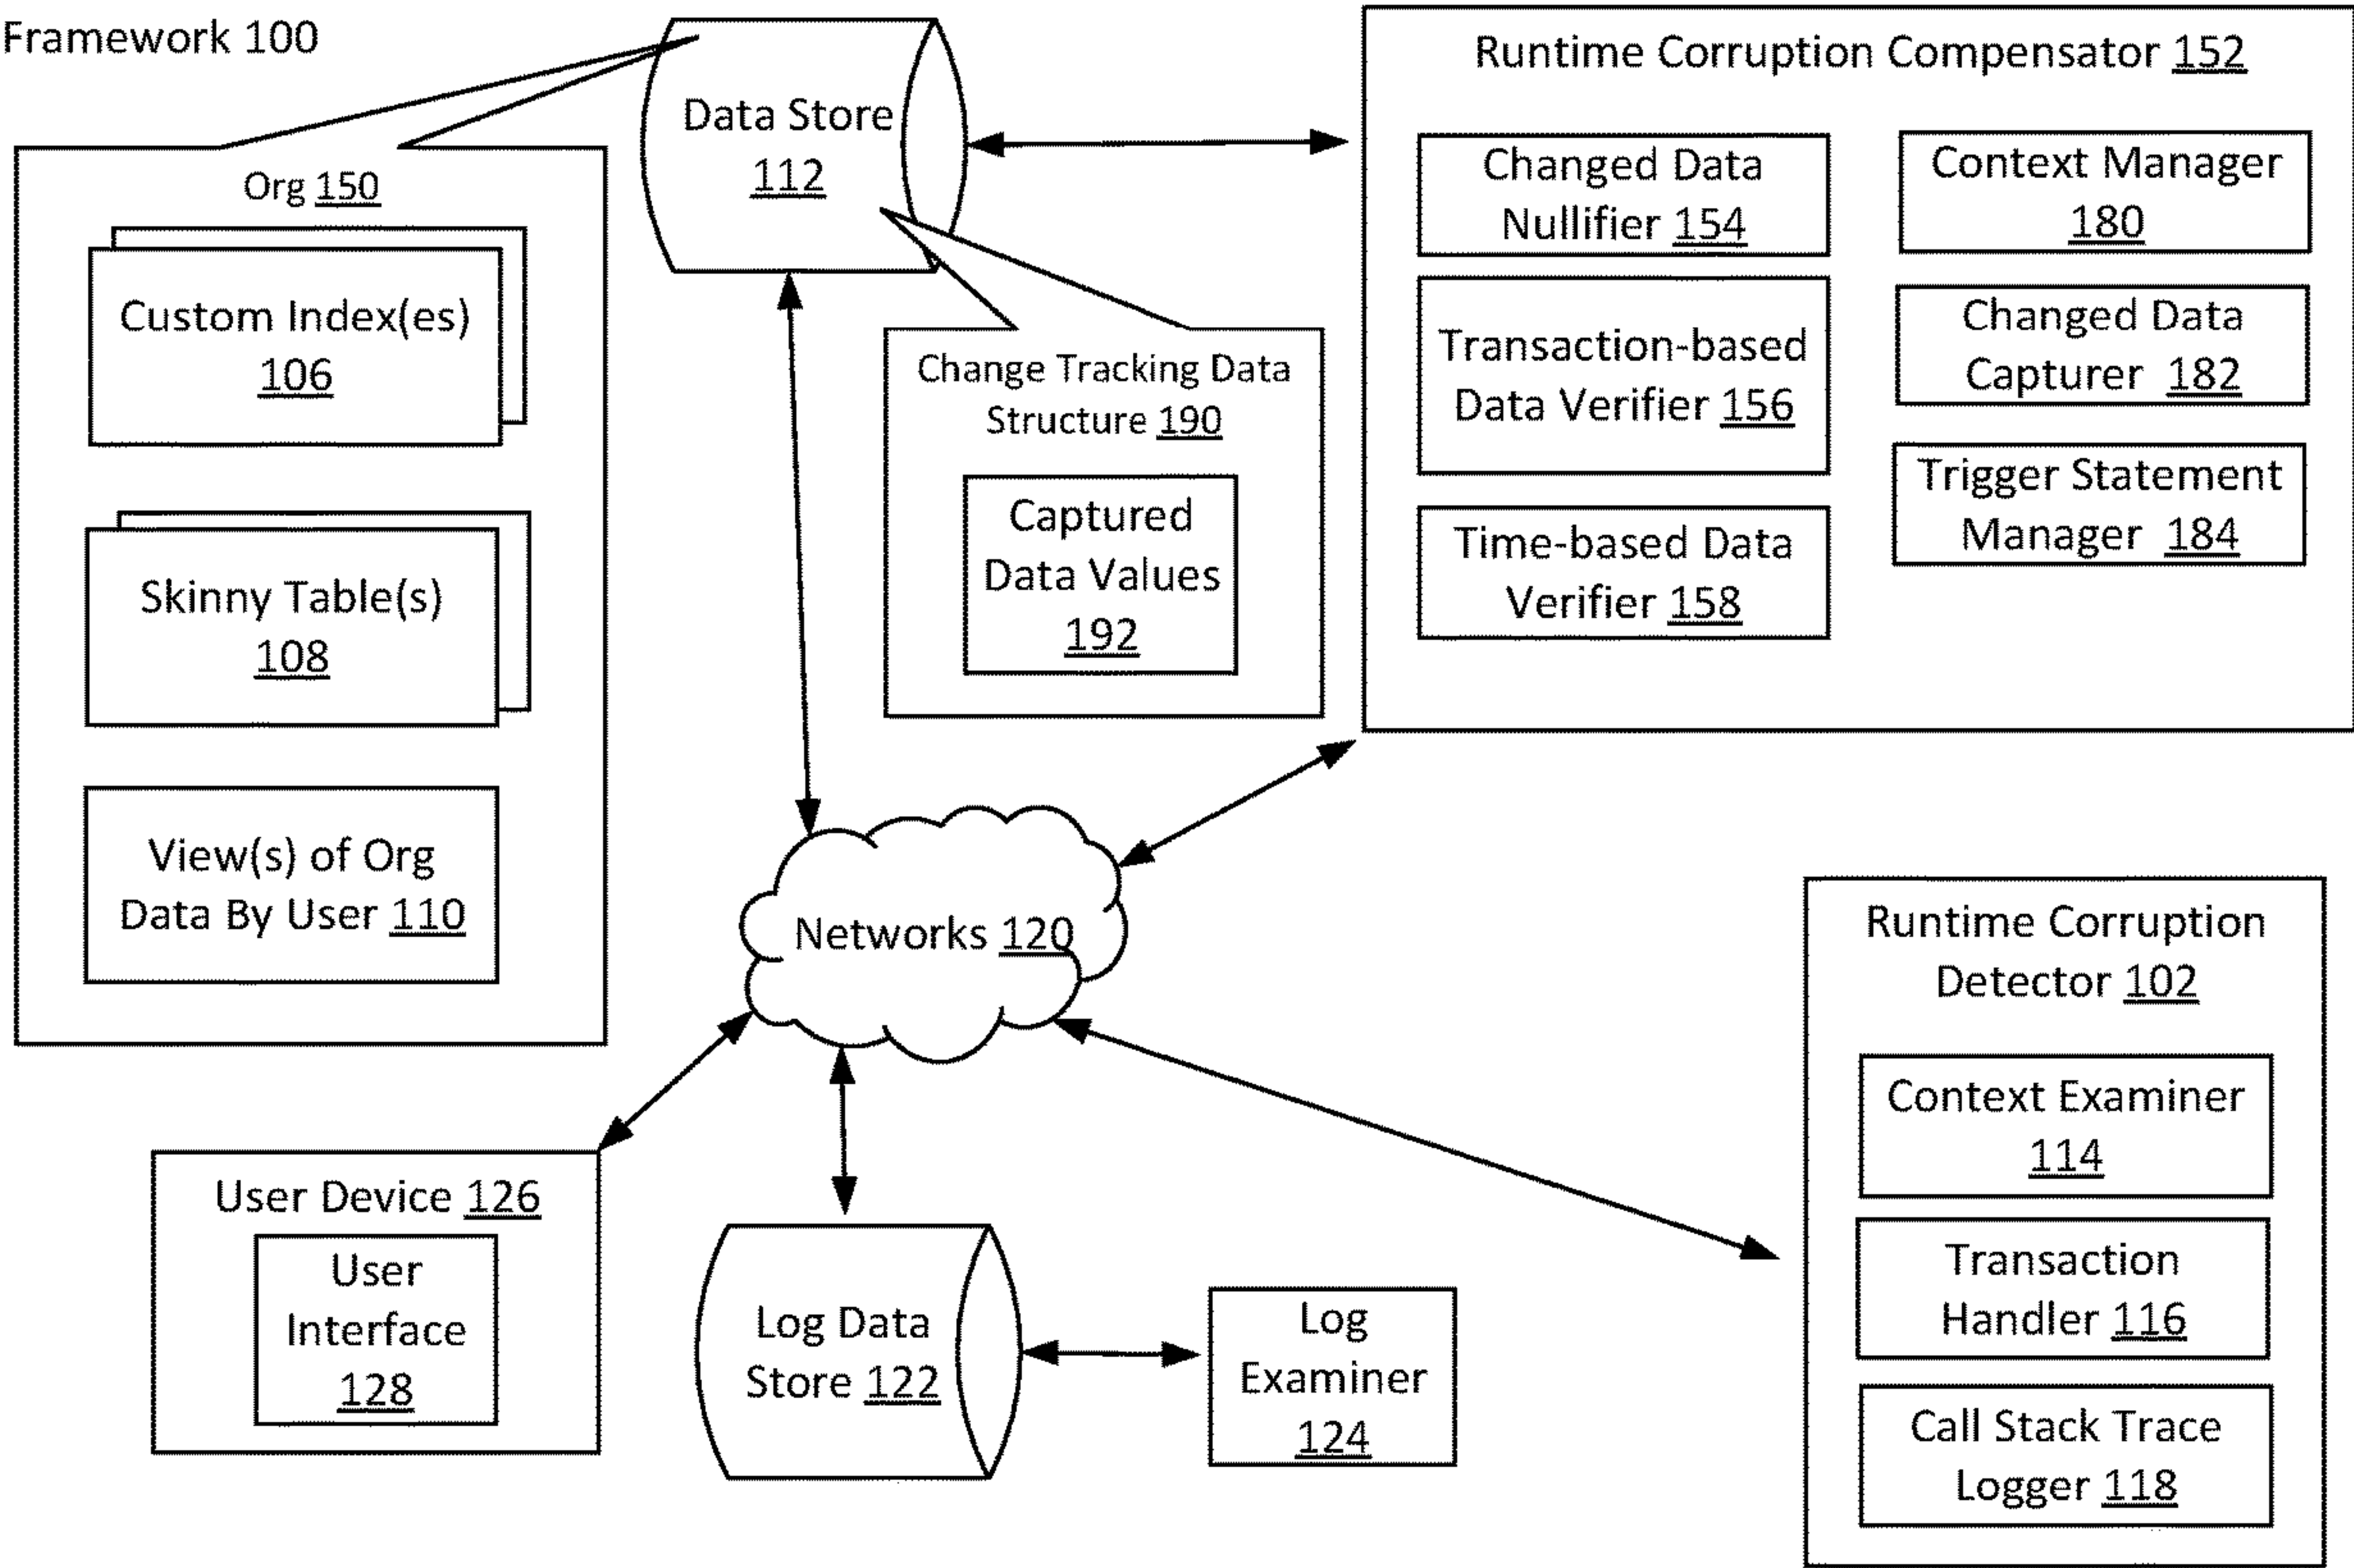 Framework 100
Data Store
112
Org 150
Custom Index(es)
106
Skinny Table(s)
108
View(s) of Org
Data By User 110
Change Tracking Data
Structure 190
Captured
Data Values
192
Runtime Corruption Compensator 152
Changed Data
Nullifier 154
Transaction-based
Data Verifier 156
Time-based Data
Verifier 158
Context Manager
180
Changed Data
Capturer 182
Trigger Statement
Manager 184
Networks 120
Runtime Corruption
Detector 102
Context Examiner
114
Transaction
Handler 116
Call Stack Trace
Logger 118
User Device 126
User
Interface
128
Log Data
Store 122
Log
Examiner
124